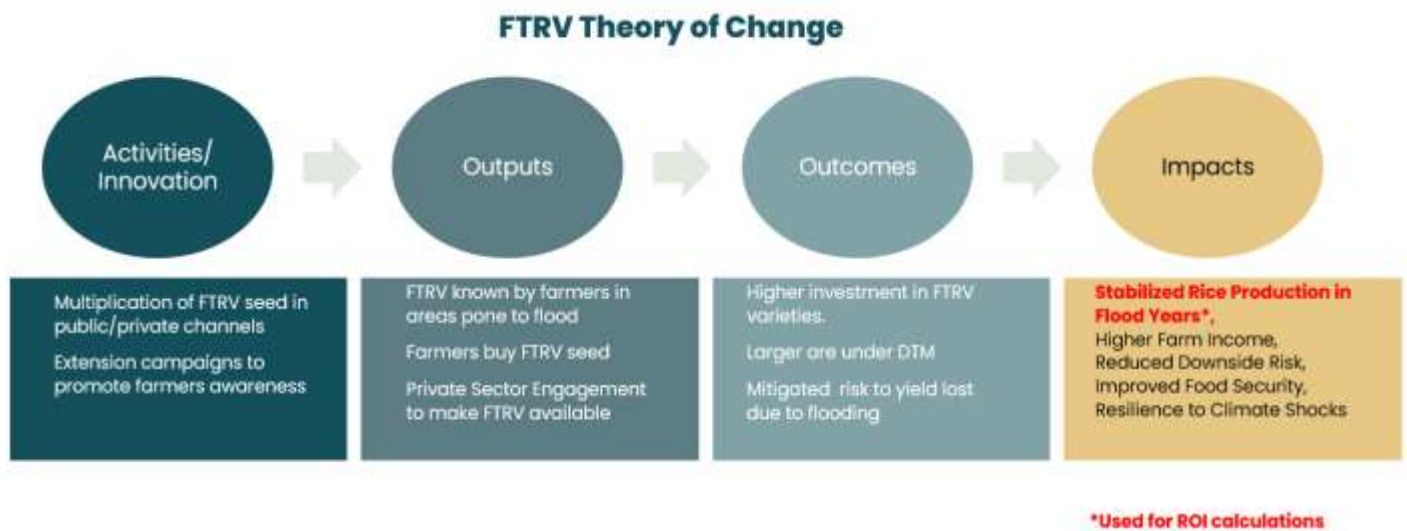 FTRV Theory of Change
Activities/
Innovation
Outputs
Outcomes
Impacts
Multiplication of FTRV seed in
public/private channels
Extension campaigns to
promote farmers awareness
FTRV known by farmers in
areas pone to flood
Farmers buy FTRV seed
Private Sector Engagement
to make FTRV available
Higher investment in FTRV
varieties.
Larger are under DTM
Mitigated risk to yield lost
due to flooding
Stabilized Rice Production in
Flood Years*,
Higher Farm Income,
Reduced Downside Risk,
Improved Food Security,
Resilience to Climate Shocks
*Used for ROI calculations